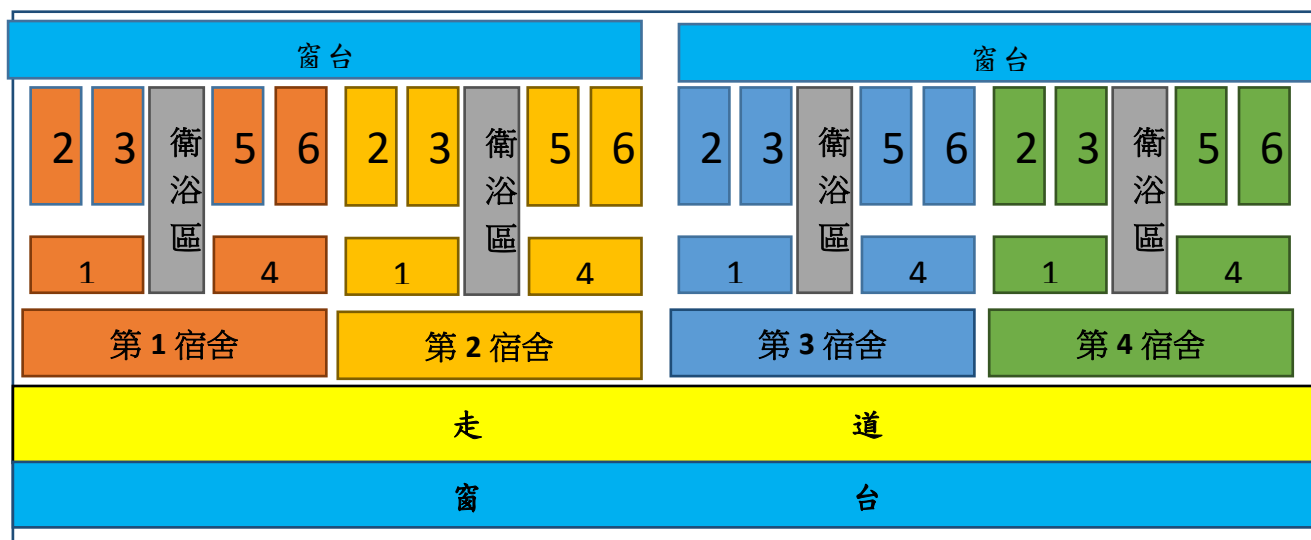 窗台 窗台
2 3 衛浴區 5 6 2 3 衛浴區 5 6 2 3 衛浴區 5 6 2 3 衛浴區 5 6
1 4 1 4 1 4 1 4
第 1 宿舍 第 2 宿舍 第 3 宿舍 第 4 宿舍
走 道
窗 台